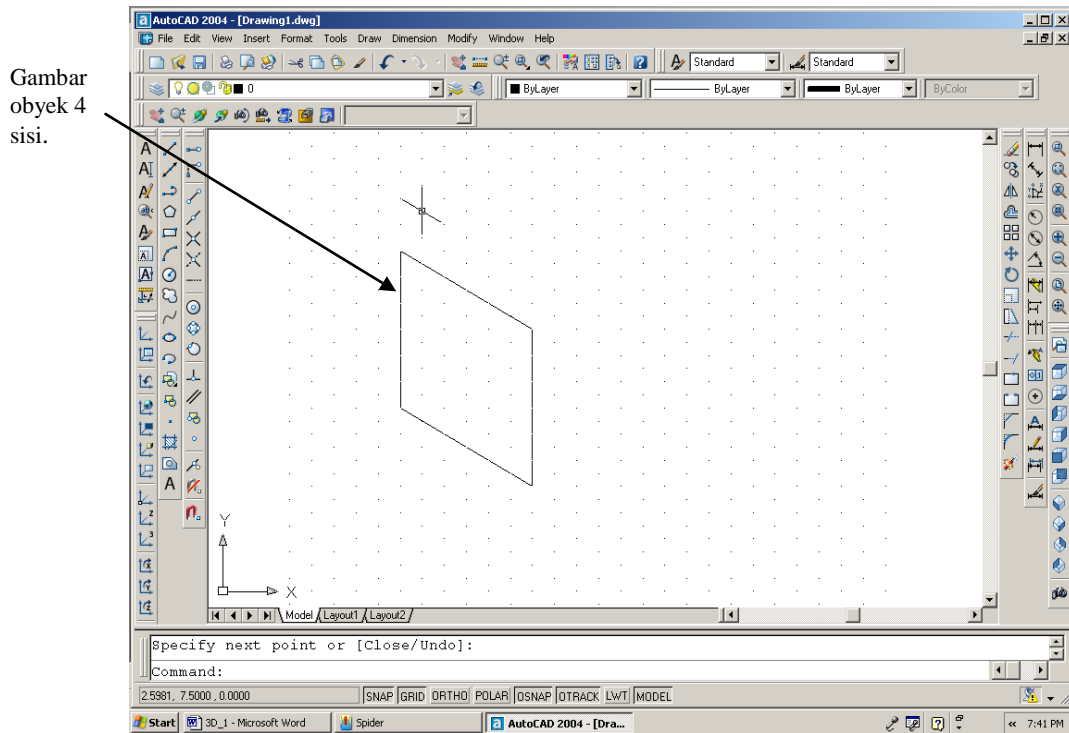 Gambar
obyek 4
sisi.
AutoCAD 2004 - [Drawing1.dwg]
File Edit View Insert Format Tools Draw Dimension Modify Window Help
Standard Standard
0 ByLayer ByLayer ByLayer ByColor
Y
X
Model Layout1 Layout2
Specify next point or [Close/Undo]:
Command:
2.5981, 7.5000 , 0.0000 SNAP GRID ORTHO POLAR OSNAP OTRACK LWT MODEL
Start 3D_1 - Microsoft Word Spider AutoCAD 2004 - [Dra... « 7:41 PM